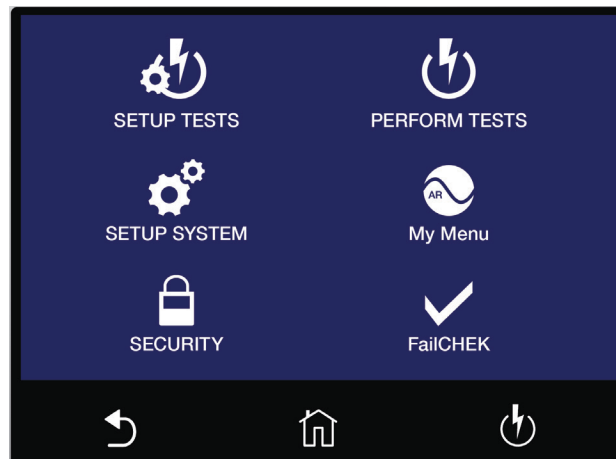 SETUP TESTS
PERFORM TESTS
SETUP SYSTEM
AR
My Menu
SECURITY
FailCHEK